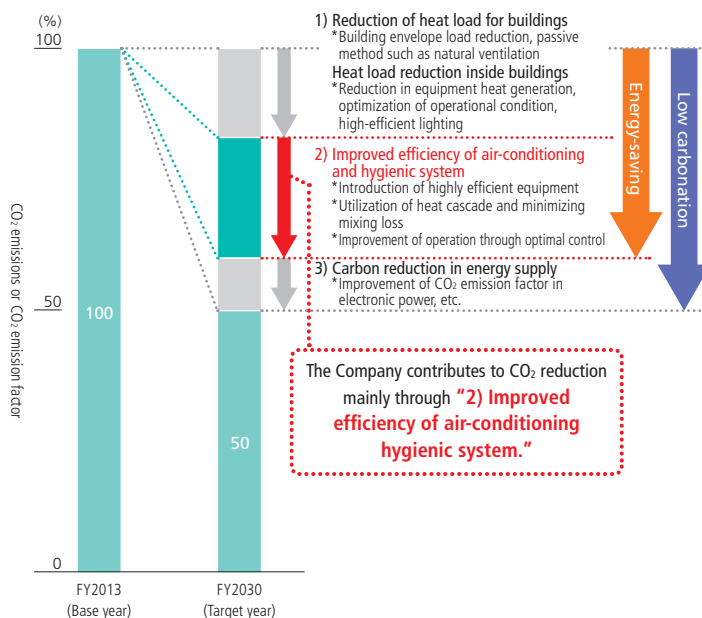 (%)
100
50
0
CO₂ emissions or CO₂ emission factor
100
50
FY2013
(Base year)
FY2030
(Target year)
1) Reduction of heat load for buildings
*Building envelope load reduction, passive
method such as natural ventilation
Heat load reduction inside buildings
*Reduction in equipment heat generation,
optimization of operational condition,
high-efficient lighting
2) Improved efficiency of air-conditioning
and hygienic system
*Introduction of highly efficient equipment
*Utilization of heat cascade and minimizing
mixing loss
*Improvement of operation through optimal control
3) Carbon reduction in energy supply
*Improvement of CO₂ emission factor in
electronic power, etc.
Energy-saving
Low carbonation
The Company contributes to CO₂ reduction
mainly through "2) Improved
efficiency of air-conditioning
hygienic system."